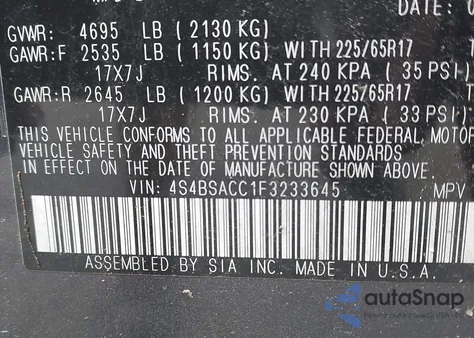 DATE:
GVWR: 4695 LB (2130 KG)
GAWR:F 2535 LB (1150 KG) WITH 225/65R17
17X7J RIMS. AT 240 KPA (35 PSI)
GAWR:R 2645 LB (1200 KG) WITH 225/65R17
17X7J RIMS. AT 230 KPA (33 PSI)
THIS VEHICLE CONFORMS TO ALL APPLICABLE FEDERAL MOTOR
VEHICLE SAFETY AND THEFT PREVENTION STANDARDS
IN EFFECT ON THE DATE OF MANUFACTURE SHOWN ABOVE.
VIN: 4S4BSACC1F3233645 MPV
ASSEMBLED BY SIA INC. MADE IN U.S.A.
autoSnap